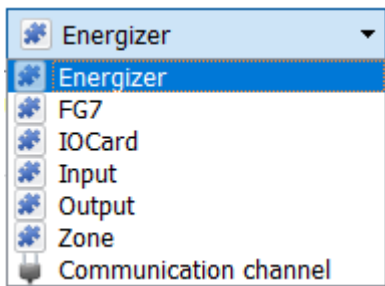 Energizer
Energizer
FG7
IOCard
Input
Output
Zone
Communication channel